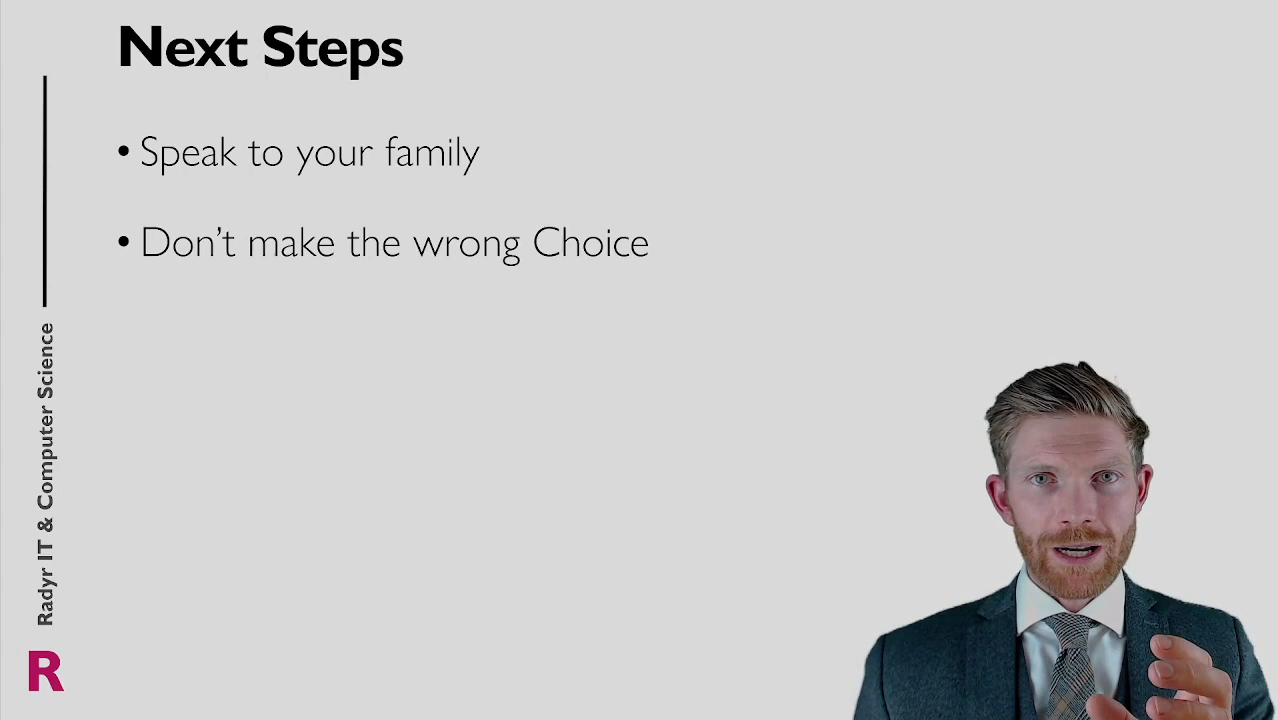 Next Steps
• Speak to your family
• Don’t make the wrong Choice
Radyr IT & Computer Science
R